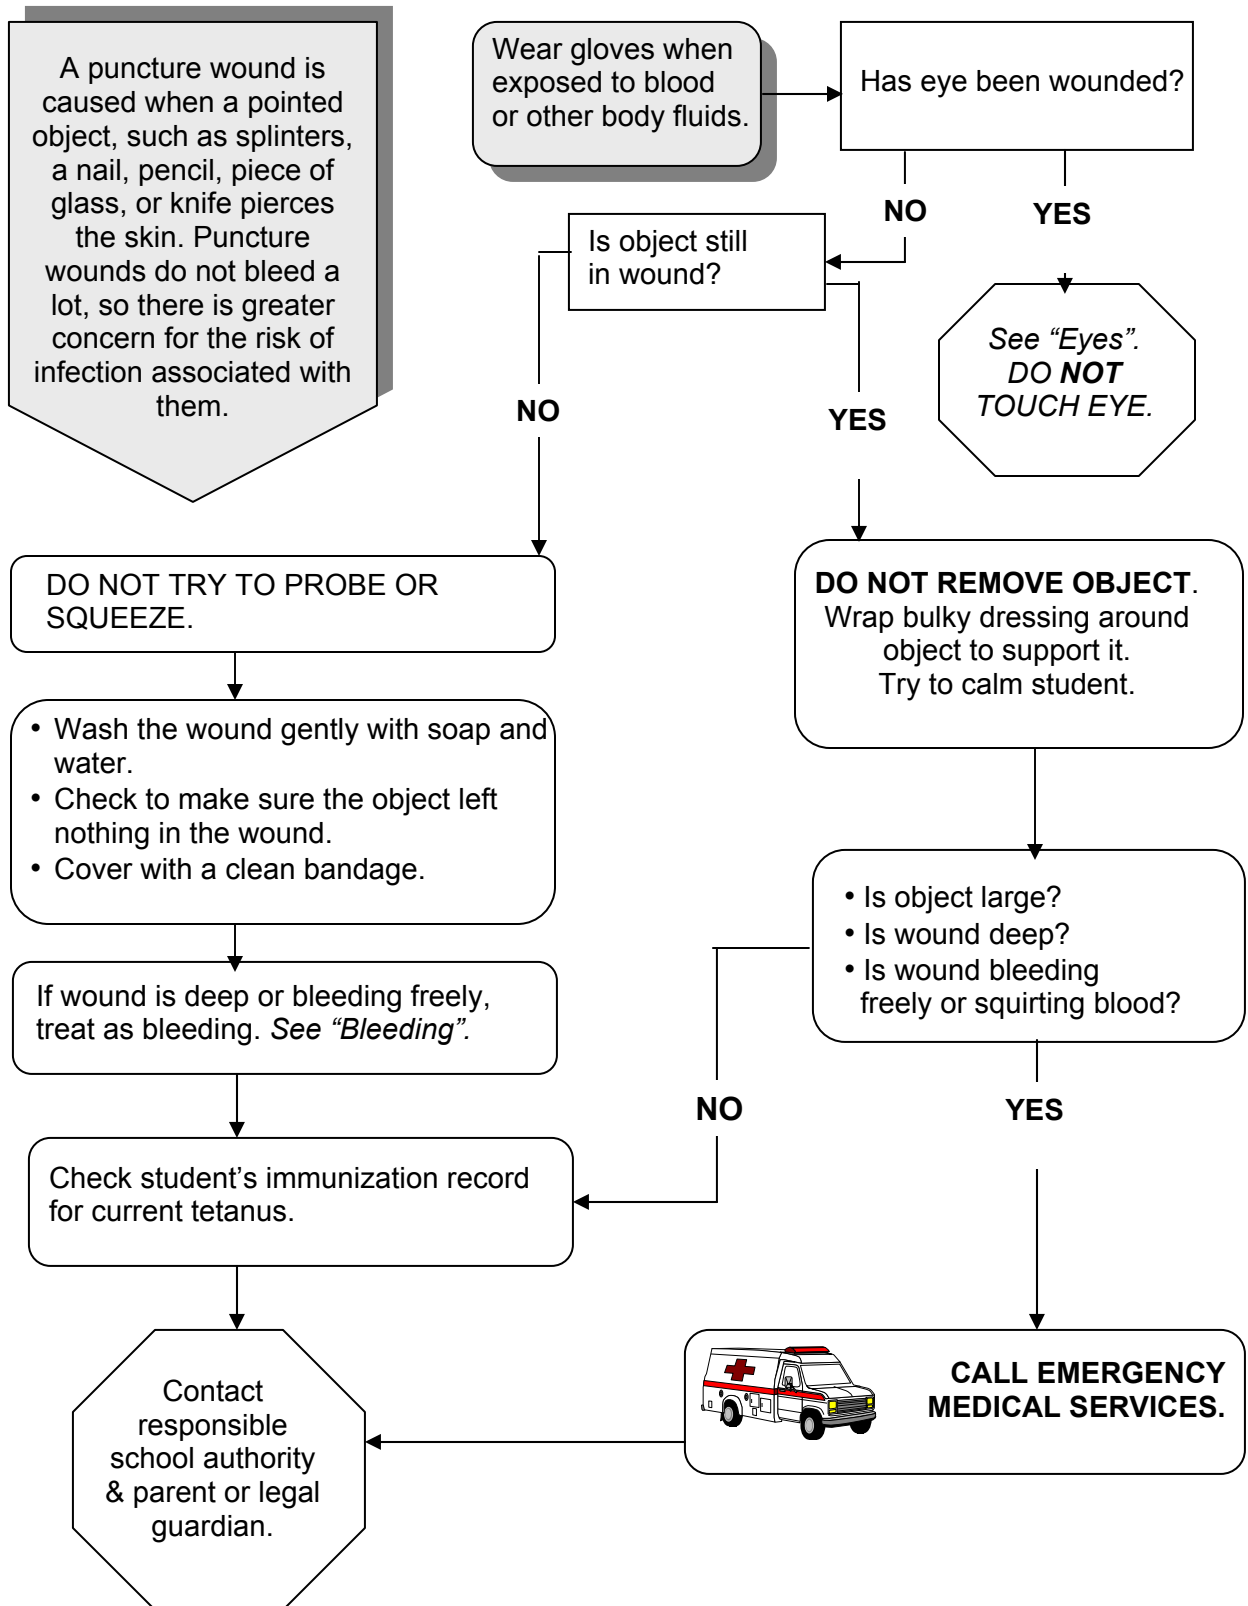 A puncture wound is
caused when a pointed
object, such as splinters,
a nail, pencil, piece of
glass, or knife pierces
the skin. Puncture
wounds do not bleed a
lot, so there is greater
concern for the risk of
infection associated with
them.
Wear gloves when
exposed to blood
or other body fluids.
Has eye been wounded?
NO
YES
Is object still
in wound?
See “Eyes”.
DO NOT
TOUCH EYE.
NO
YES
DO NOT TRY TO PROBE OR
SQUEEZE.
DO NOT REMOVE OBJECT.
Wrap bulky dressing around
object to support it.
Try to calm student.
• Wash the wound gently with soap and
water.
• Check to make sure the object left
nothing in the wound.
• Cover with a clean bandage.
• Is object large?
• Is wound deep?
• Is wound bleeding
freely or squirting blood?
If wound is deep or bleeding freely,
treat as bleeding. See “Bleeding”.
NO
YES
Check student’s immunization record
for current tetanus.
CALL EMERGENCY
MEDICAL SERVICES.
Contact
responsible
school authority
& parent or legal
guardian.